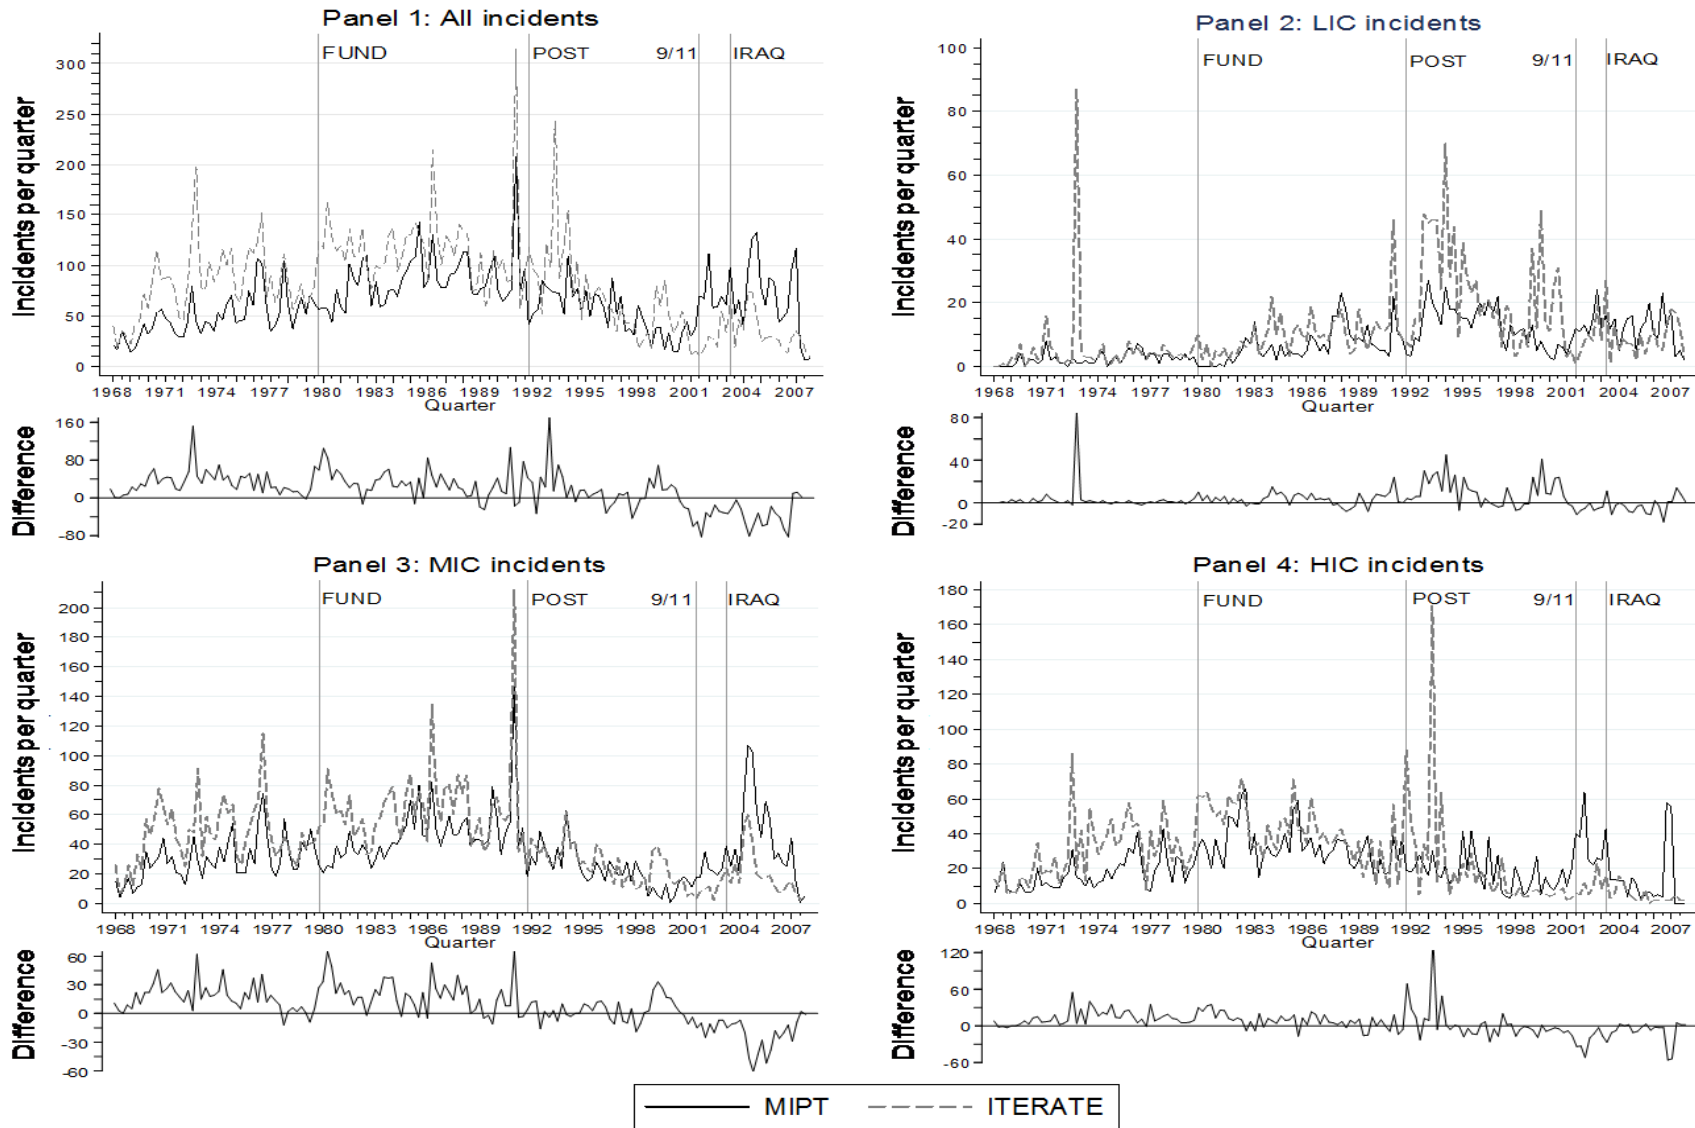 Panel 1: All incidents
Incidents per quarter
300
250
200
150
100
50
0
FUND
POST
9/11
IRAQ
1968 1971 1974 1977 1980 1983 1986 1989 1992 1995 1998 2001 2004 2007
Quarter
Difference
160
80
0
-80
Panel 2: LIC incidents
Incidents per quarter
100
80
60
40
20
0
FUND
POST
9/11
IRAQ
1968 1971 1974 1977 1980 1983 1986 1989 1992 1995 1998 2001 2004 2007
Quarter
Difference
80
40
0
-20
Panel 3: MIC incidents
Incidents per quarter
200
180
160
140
120
100
80
60
40
20
0
FUND
POST
9/11
IRAQ
1968 1971 1974 1977 1980 1983 1986 1989 1992 1995 1998 2001 2004 2007
Quarter
Difference
60
30
0
-30
-60
Panel 4: HIC incidents
Incidents per quarter
180
160
140
120
100
80
60
40
20
0
FUND
POST
9/11
IRAQ
1968 1971 1974 1977 1980 1983 1986 1989 1992 1995 1998 2001 2004 2007
Quarter
Difference
120
60
0
-60
MIPT ITERATE